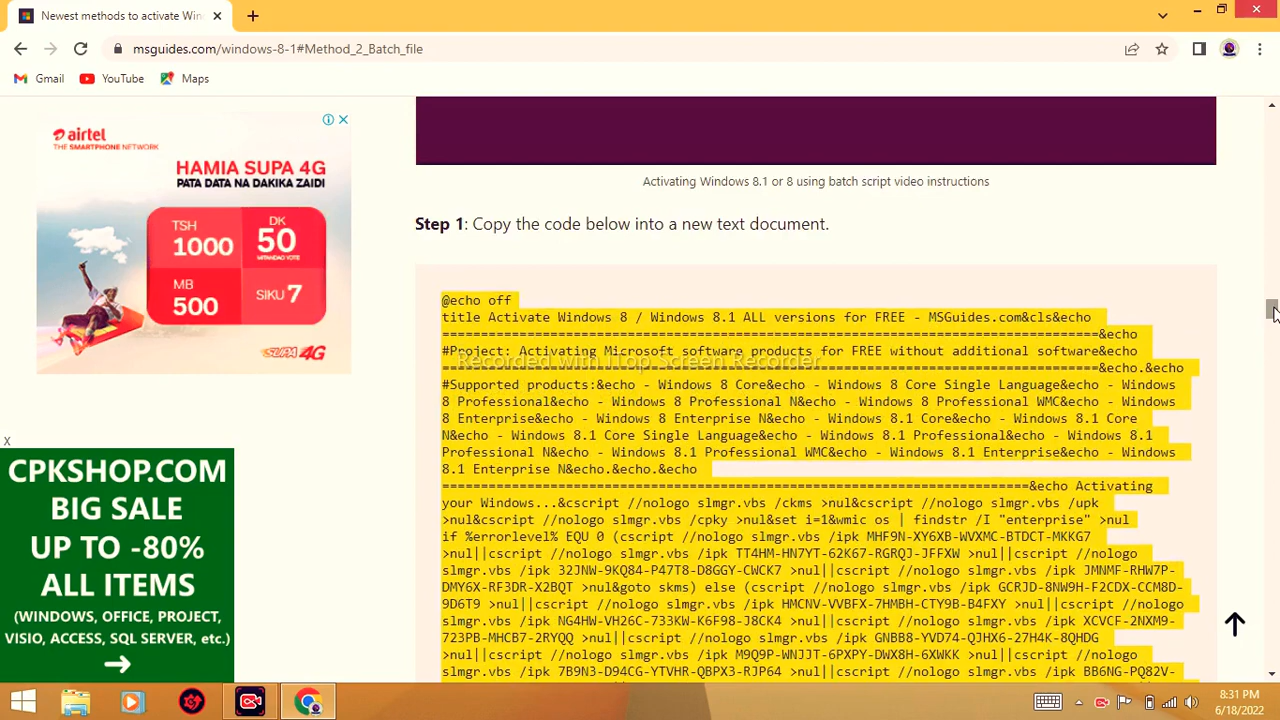 Newest methods to activate Win
msguides.com/windows-8-1#Method_2_Batch_file
Gmail
YouTube
Maps
airtel
THE SMARTPHONE NETWORK
HAMIA SUPA 4G
PATA DATA NA DAKIKA ZAIDI
TSH
1000
DK
50
MITANDAO YOTE
MB
500
SIKU 7
SUPA 4G
X
CPKSHOP.COM
BIG SALE
UP TO -80%
ALL ITEMS
(WINDOWS, OFFICE, PROJECT,
VISIO, ACCESS, SQL SERVER, etc.)
Activating Windows 8.1 or 8 using batch script video instructions
Step 1: Copy the code below into a new text document.
@echo off
title Activate Windows 8 / Windows 8.1 ALL versions for FREE - MSGuides.com&cls&echo
=====================================================================================&echo
#Project: Activating Microsoft software products for FREE without additional software&echo
=====================================================================================&echo.&echo
#Supported products:&echo - Windows 8 Core&echo - Windows 8 Core Single Language&echo - Windows
8 Professional&echo - Windows 8 Professional N&echo - Windows 8 Professional WMC&echo - Windows
8 Enterprise&echo - Windows 8 Enterprise N&echo - Windows 8.1 Core&echo - Windows 8.1 Core
N&echo - Windows 8.1 Core Single Language&echo - Windows 8.1 Professional&echo - Windows 8.1
Professional N&echo - Windows 8.1 Professional WMC&echo - Windows 8.1 Enterprise&echo - Windows
8.1 Enterprise N&echo.&echo.&echo
============================================================================&echo Activating
your Windows...&cscript //nologo slmgr.vbs /ckms >nul&cscript //nologo slmgr.vbs /upk
>nul&cscript //nologo slmgr.vbs /cpky >nul&set i=1&wmic os | findstr /I "enterprise" >nul
if %errorlevel% EQU 0 (cscript //nologo slmgr.vbs /ipk MHF9N-XY6XB-WVXMC-BTDCT-MKKG7
>nul||cscript //nologo slmgr.vbs /ipk TT4HM-HN7YT-62K67-RGRQJ-JFFXW >nul||cscript //nologo
slmgr.vbs /ipk 32JNW-9KQ84-P47T8-D8GGY-CWCK7 >nul||cscript //nologo slmgr.vbs /ipk JMNMF-RHW7P-
DMY6X-RF3DR-X2BQT >nul&goto skms) else (cscript //nologo slmgr.vbs /ipk GCRJD-8NW9H-F2CDX-CCM8D-
9D6T9 >nul||cscript //nologo slmgr.vbs /ipk HMCNV-VVBFX-7HMBH-CTY9B-B4FXY >nul||cscript //nologo
slmgr.vbs /ipk NG4HW-VH26C-733KW-K6F98-J8CK4 >nul||cscript //nologo slmgr.vbs /ipk XCVCF-2NXM9-
723PB-MHCB7-2RYQQ >nul||cscript //nologo slmgr.vbs /ipk GNBB8-YVD74-QJHX6-27H4K-8QHDG
>nul||cscript //nologo slmgr.vbs /ipk M9Q9P-WNJJT-6PXPY-DWX8H-6XWKK >nul||cscript //nologo
slmgr.vbs /ipk 7B9N3-D94CG-YTVHR-QBPX3-RJP64 >nul||cscript //nologo slmgr.vbs /ipk BB6NG-PQ82V-
Recorded with iTop Screen Recorder
8:31 PM
6/18/2022